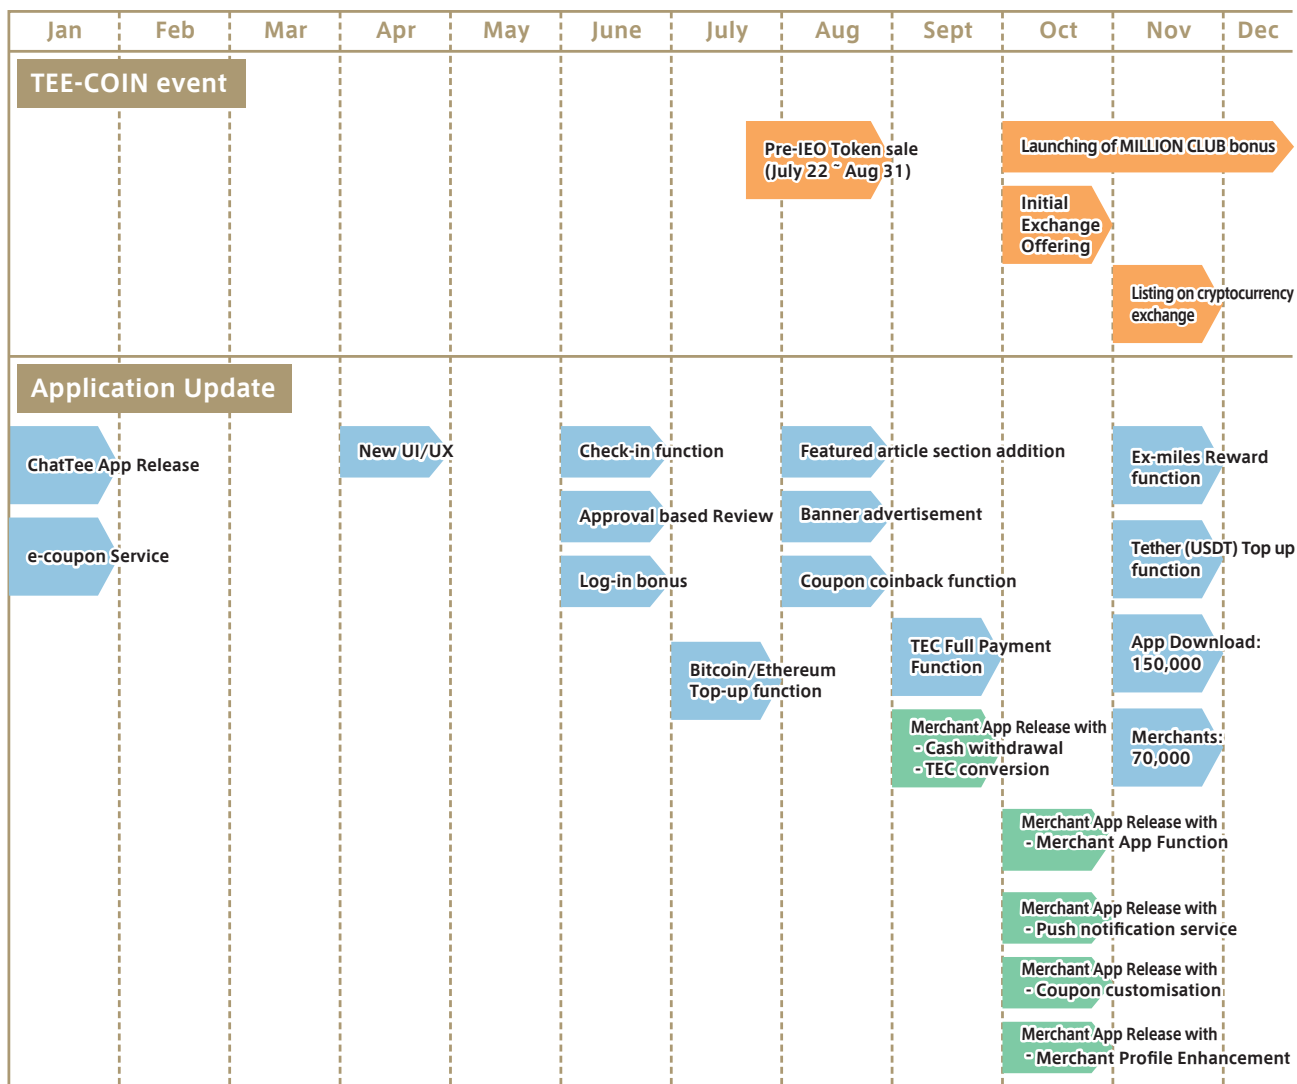 Jan Feb Mar Apr May June July Aug Sept Oct Nov Dec
TEE-COIN event
Pre-IEO Token sale
(July 22 ~ Aug 31)
Launching of MILLION CLUB bonus
Initial
Exchange
Offering
Listing on cryptocurrency
exchange
Application Update
ChatTee App Release
e-coupon Service
New UI/UX
Check-in function
Approval based Review
Log-in bonus
Bitcoin/Ethereum
Top-up function
Featured article section addition
Banner advertisement
Coupon coinback function
TEC Full Payment
Function
Merchant App Release with
- Cash withdrawal
- TEC conversion
Merchant App Release with
- Merchant App Function
Merchant App Release with
- Push notification service
Merchant App Release with
- Coupon customisation
Merchant App Release with
- Merchant Profile Enhancement
Ex-miles Reward
function
Tether (USDT) Top up
function
App Download:
150,000
Merchants:
70,000